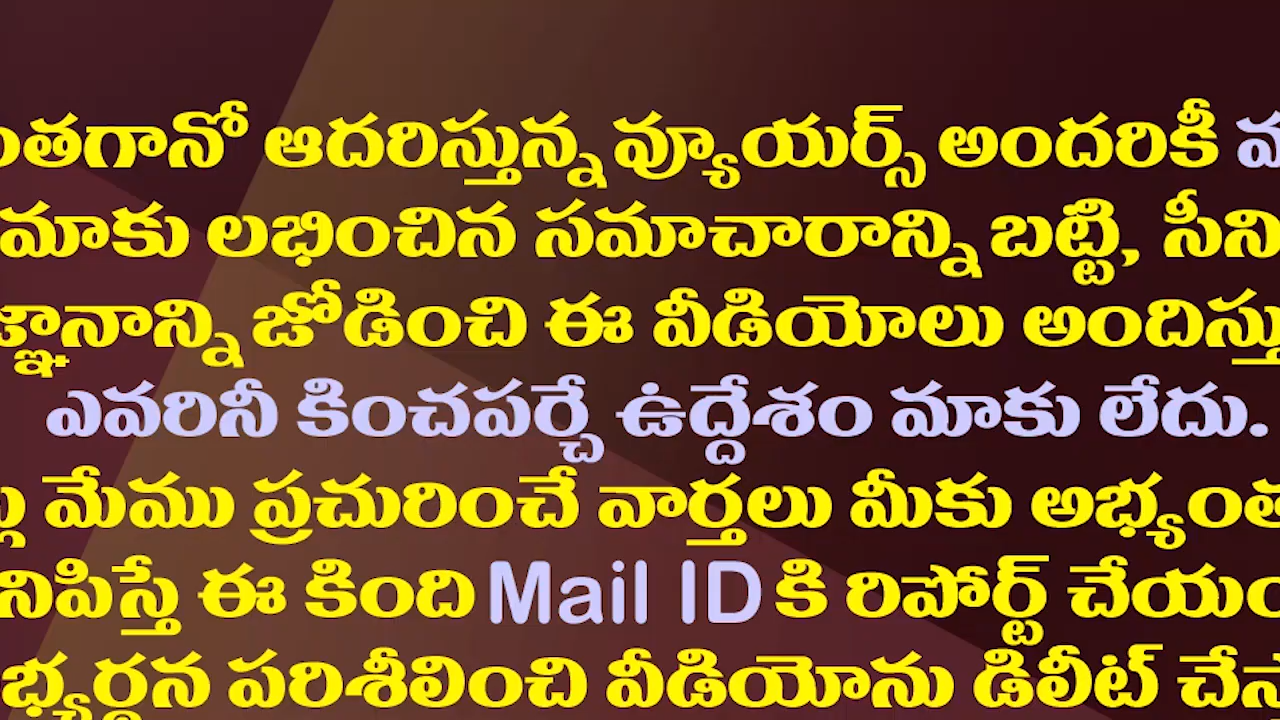 ఆదరిస్తున్న వ్యూయర్స్ అందరికీ
మాకు లభించిన సమాచారాన్ని బట్టి,
జోడించి ఈ వీడియోలు
ఎవరినీ కించపర్చే ఉద్దేశం మాకు లేదు.
మేము ప్రచురించే వార్తలు మీకు
ఈ కింది Mail ID కి రిపోర్ట్
పరిశీలించి వీడియోను డిలీట్